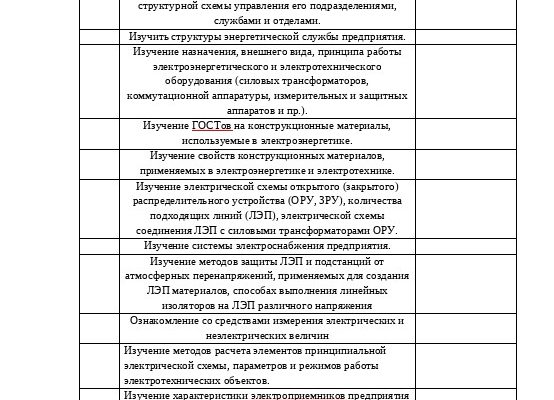 структурной схемы управления его подразделениями,
службами и отделами.
Изучить структуры энергетической службы предприятия.
Изучение назначения, внешнего вида, принципа работы
электроэнергетического и электротехнического
оборудования (силовых трансформаторов,
коммутационной аппаратуры, измерительных и защитных
аппаратов и пр.).
Изучение ГОСТов на конструкционные материалы,
используемые в электроэнергетике.
Изучение свойств конструкционных материалов,
применяемых в электроэнергетике и электротехнике.
Изучение электрической схемы открытого (закрытого)
распределительного устройства (ОРУ, ЗРУ), количества
подходящих линий (ЛЭП), электрической схемы
соединения ЛЭП с силовыми трансформаторами ОРУ.
Изучение системы электроснабжения предприятия.
Изучение методов защиты ЛЭП и подстанций от
атмосферных перенапряжений, применяемых для создания
ЛЭП материалов, способах выполнения линейных
изоляторов на ЛЭП различного напряжения
Ознакомление со средствами измерения электрических и
неэлектрических величин
Изучение методов расчета элементов принципиальной
электрической схемы, параметров и режимов работы
электротехнических объектов.
Изучение характеристики электроприемников предприятия